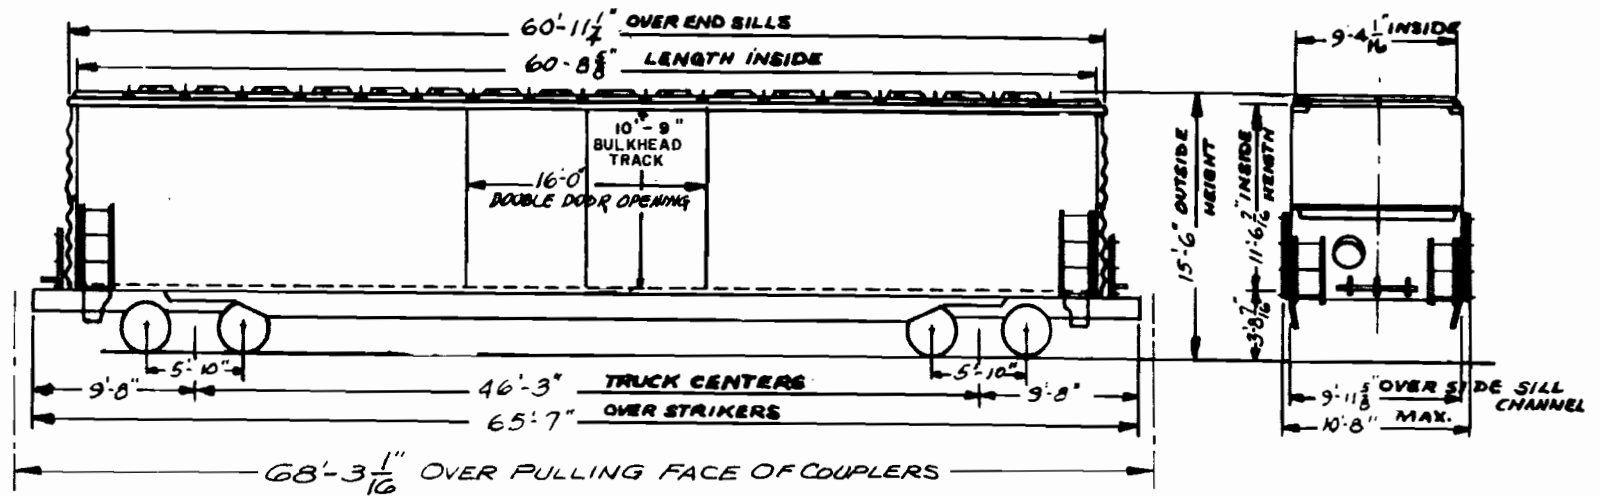 60'-11 1/4" OVER END SILLS
60'-8 5/8" LENGTH INSIDE
10'-9"
BULKHEAD
TRACK
16'-0"
DOUBLE DOOR OPENING
5'-10"
5'-10"
9'-8"
46'-3" TRUCK CENTERS
9'-8"
65'-7" OVER STRIKERS
68'-3 1/16" OVER PULLING FACE OF COUPLERS
9'-4 1/16" INSIDE
15'-6" OUTSIDE
HEIGHT
11'-6 7/16" INSIDE
HENGTH
3'-8 7/16"
9'-11 5/8" OVER SIDE SILL
CHANNEL
10'-8" MAX.